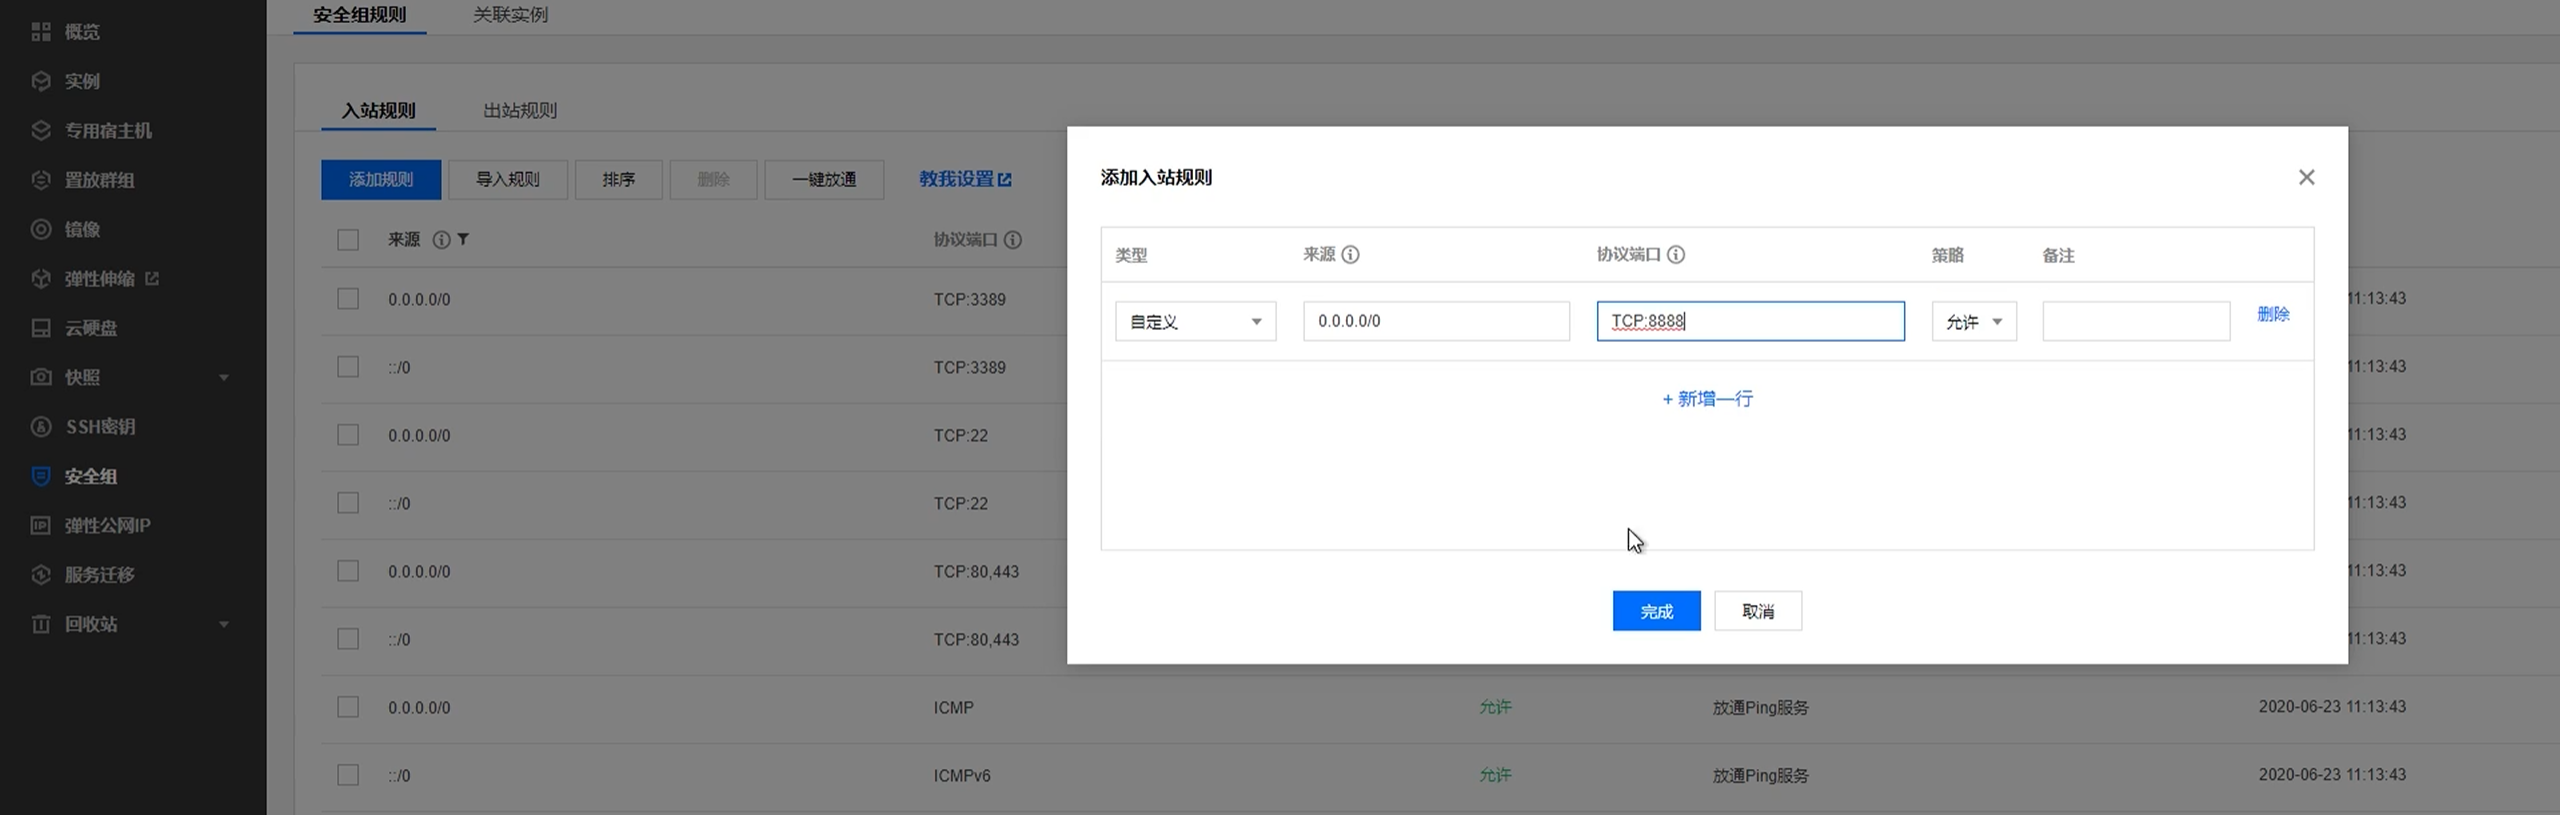 概览
实例
专用宿主机
置放群组
镜像
弹性伸缩
云硬盘
快照
SSH密钥
安全组
弹性公网IP
服务迁移
回收站
安全组规则 关联实例
入站规则 出站规则
添加规则 导入规则 排序 删除 一键放通 教我设置
来源 协议端口
0.0.0.0/0 TCP:3389 11:13:43
::/0 TCP:3389 11:13:43
0.0.0.0/0 TCP:22 11:13:43
::/0 TCP:22 11:13:43
0.0.0.0/0 TCP:80,443 11:13:43
::/0 TCP:80,443 11:13:43
0.0.0.0/0 ICMP 允许 放通Ping服务 2020-06-23 11:13:43
::/0 ICMPv6 允许 放通Ping服务 2020-06-23 11:13:43
添加入站规则
类型 来源 协议端口 策略 备注
自定义 0.0.0.0/0 TCP:8888 允许 删除
+ 新增一行
完成 取消